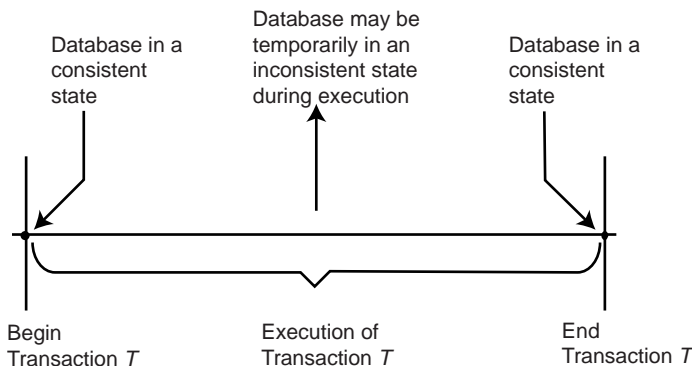 Database in a
consistent
state
Database may be
temporarily in an
inconsistent state
during execution
Database in a
consistent
state
Begin
Transaction T
Execution of
Transaction T
End
Transaction T